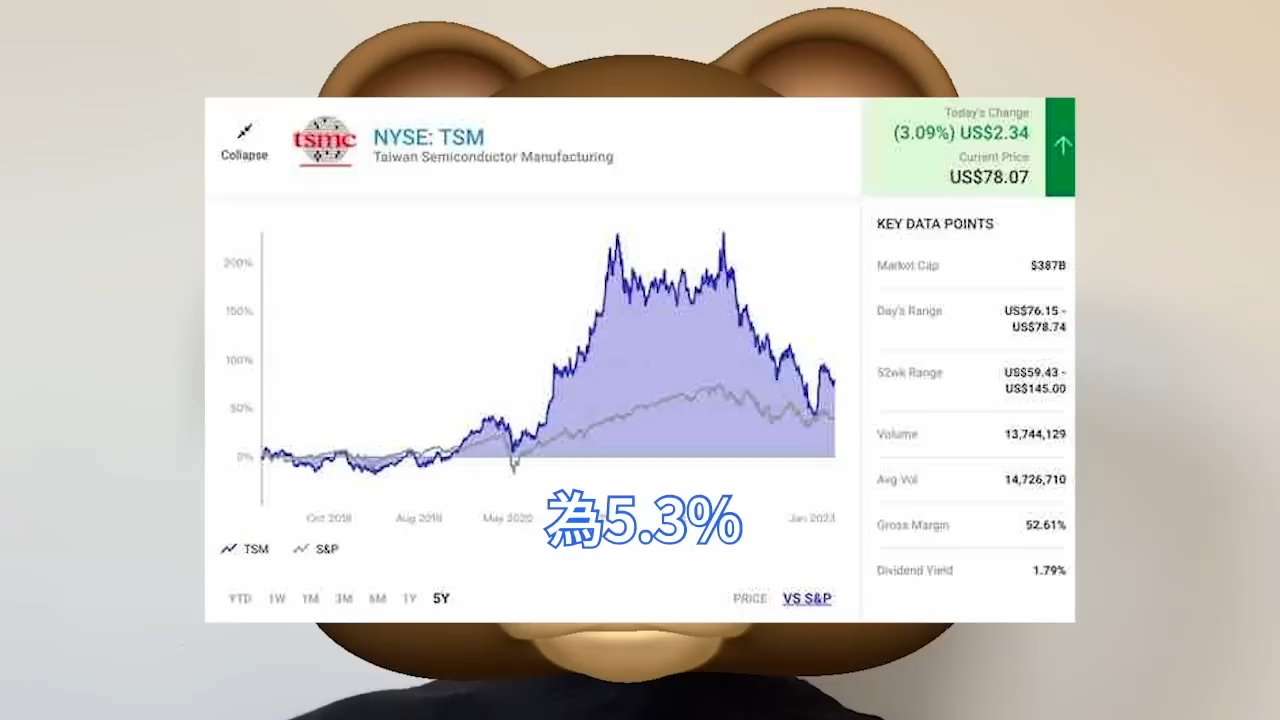 Collapse
tsmc
NYSE: TSM
Taiwan Semiconductor Manufacturing
Today's Change
(3.09%) US$2.34
Current Price
US$78.07
200%
150%
100%
50%
0%
Oct 2018
Aug 2019
May 2020
Jan 2023
為5.3%
TSM
S&P
YTD 1W 1M 3M 6M 1Y 5Y
PRICE VS S&P
KEY DATA POINTS
Market Cap $387B
Day's Range US$76.15 -
US$78.74
52wk Range US$59.43 -
US$145.00
Volume 13,744,129
Avg Vol 14,726,710
Gross Margin 52.61%
Dividend Yield 1.79%